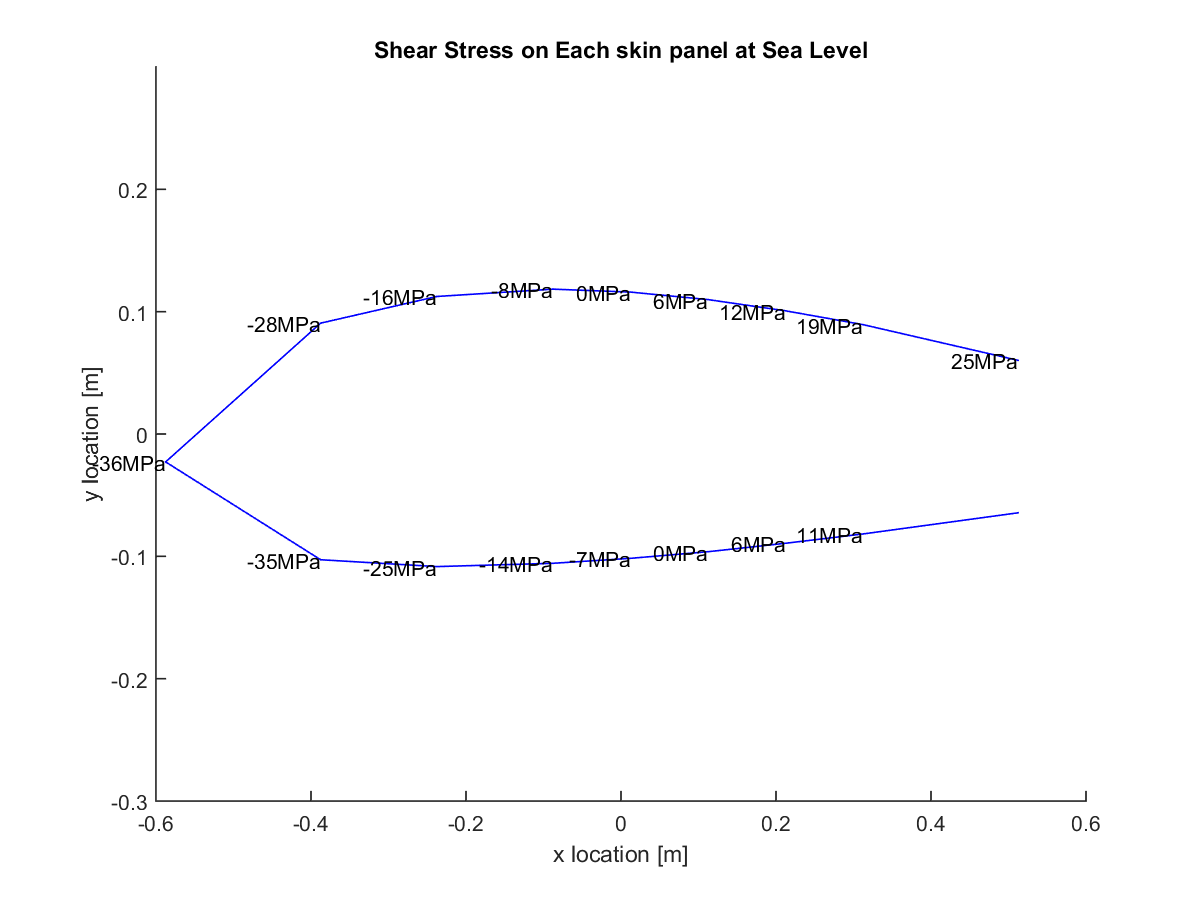 Shear Stress on Each skin panel at Sea Level
0.2
0.1
0
-0.1
-0.2
-0.3
y location [m]
-16MPa
-8MPa
0MPa
6MPa
12MPa
19MPa
25MPa
-28MPa
-36MPa
-35MPa
-25MPa
-14MPa
-7MPa
0MPa
6MPa
11MPa
-0.6
-0.4
-0.2
0
0.2
0.4
0.6
x location [m]